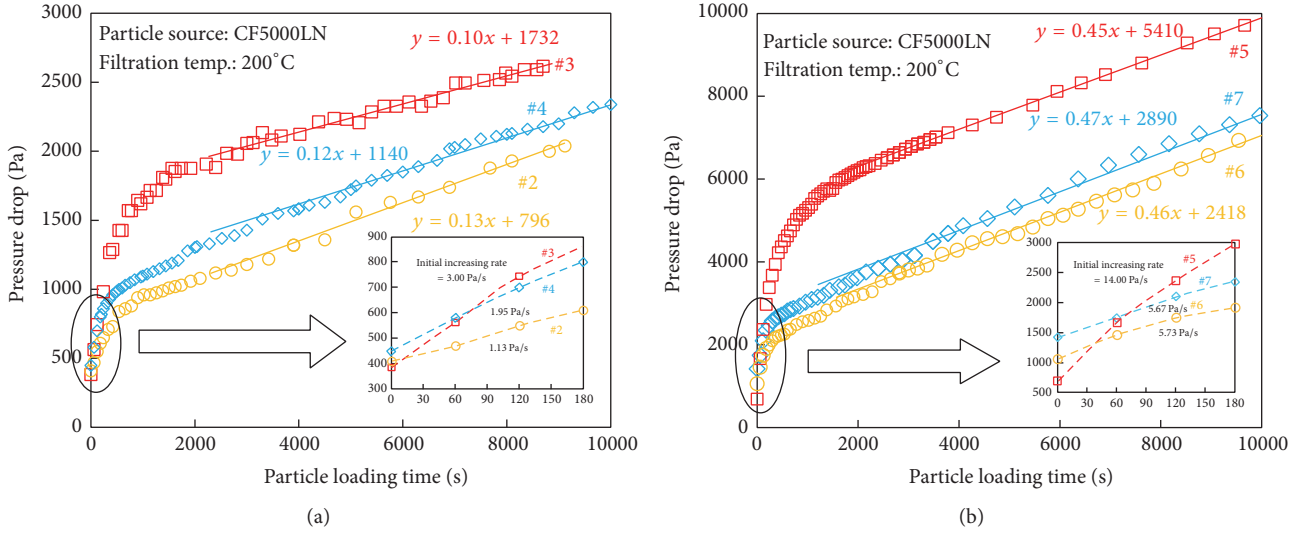 3000
2500
2000
1500
1000
500
0
Pressure drop (Pa)
Particle source: CF5000LN
Filtration temp.: 200°C
y = 0.10x + 1732
#3
#4
y = 0.12x + 1140
#2
y = 0.13x + 796
900
800
700
600
500
400
300
Initial increasing rate
= 3.00 Pa/s
#3
#4
1.95 Pa/s
#2
1.13 Pa/s
0 30 60 90 120 150 180
0 2000 4000 6000 8000 10000
Particle loading time (s)
(a)
10000
8000
6000
4000
2000
0
Pressure drop (Pa)
Particle source: CF5000LN
Filtration temp.: 200°C
y = 0.45x + 5410
#5
#7
y = 0.47x + 2890
#6
y = 0.46x + 2418
3000
2500
2000
1500
1000
500
Initial increasing rate
= 14.00 Pa/s
#5
#7
5.67 Pa/s
#6
5.73 Pa/s
0 30 60 90 120 150 180
0 2000 4000 6000 8000 10000
Particle loading time (s)
(b)